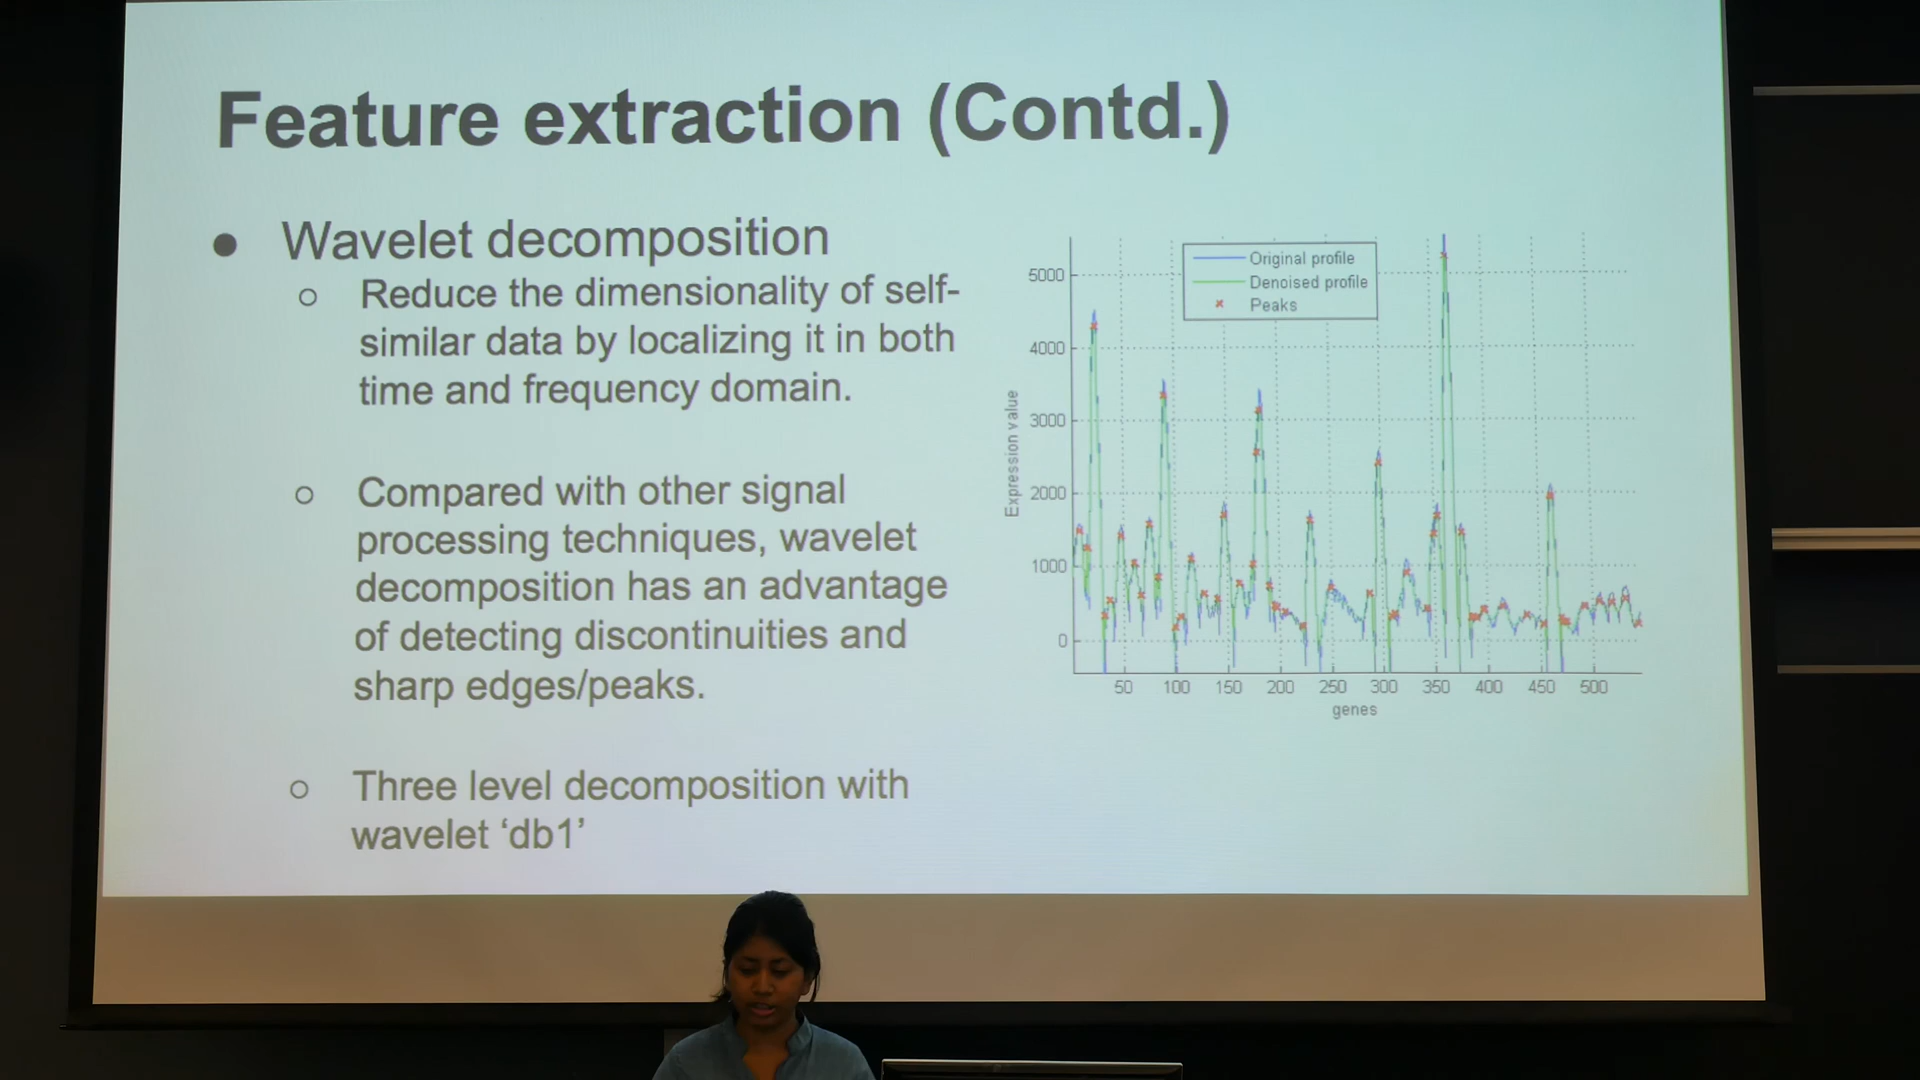 Feature extraction (Contd.)
● Wavelet decomposition
○ Reduce the dimensionality of self-
similar data by localizing it in both
time and frequency domain.
○ Compared with other signal
processing techniques, wavelet
decomposition has an advantage
of detecting discontinuities and
sharp edges/peaks.
○ Three level decomposition with
wavelet ‘db1’
Original profile
Denoised profile
Peaks
Expression value
5000
4000
3000
2000
1000
0
50 100 150 200 250 300 350 400 450 500
genes